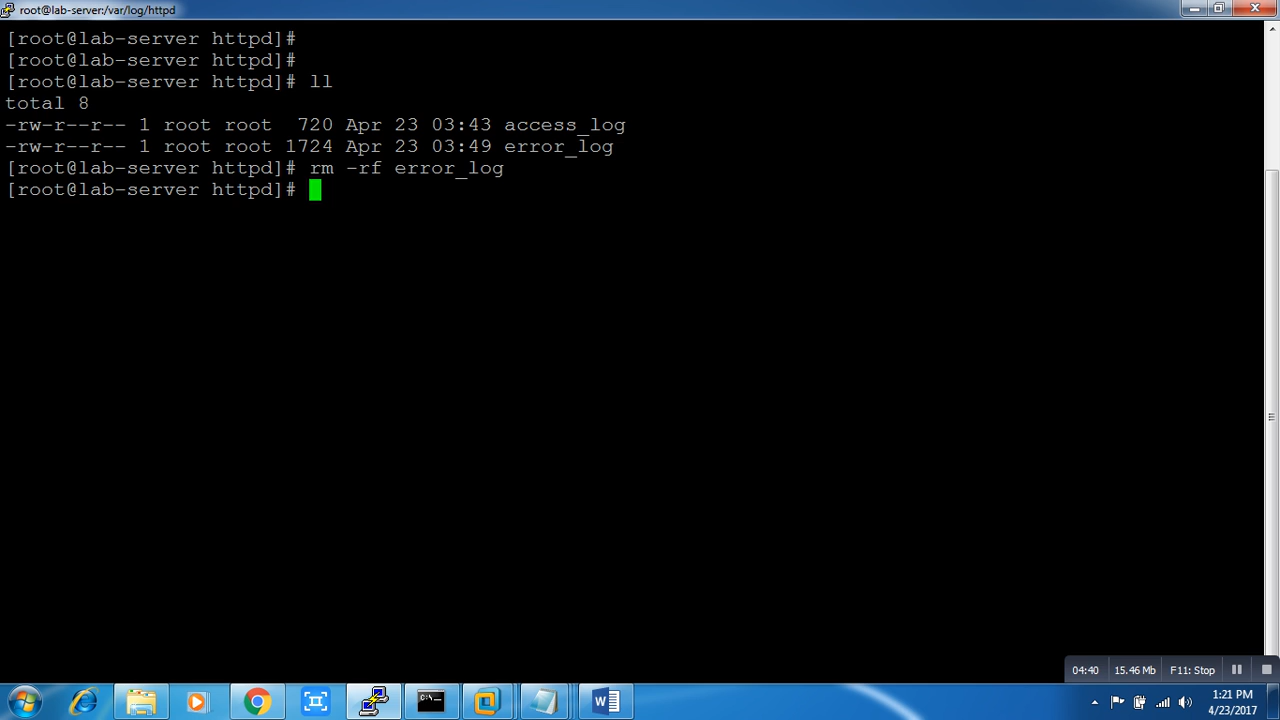 root@lab-server:/var/log/httpd
[root@lab-server httpd]#
[root@lab-server httpd]#
[root@lab-server httpd]# ll
total 8
-rw-r--r-- 1 root root  720 Apr 23 03:43 access_log
-rw-r--r-- 1 root root 1724 Apr 23 03:49 error_log
[root@lab-server httpd]# rm -rf error_log
[root@lab-server httpd]#
04:40 15.46 Mb F11: Stop
C:\
W
1:21 PM
4/23/2017